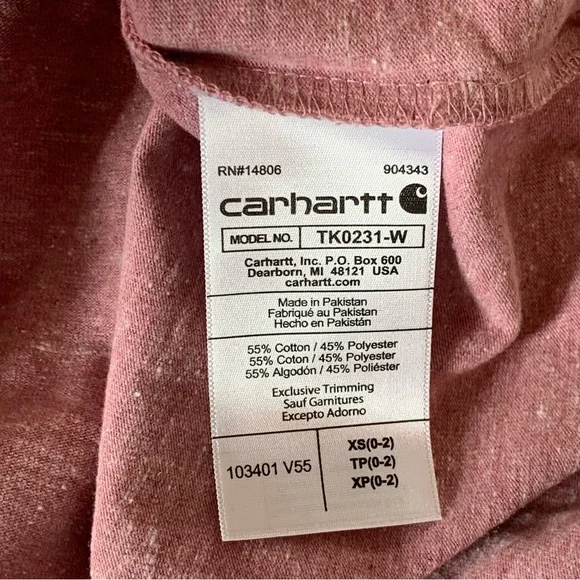 RN#14806 904343
carhartt
MODEL NO. TK0231-W
Carhartt, Inc. P.O. Box 600
Dearborn, MI 48121 USA
carhartt.com
Made in Pakistan
Fabriqué au Pakistan
Hecho en Pakistán
55% Cotton / 45% Polyester
55% Coton / 45% Polyester
55% Algodón / 45% Poliéster
Exclusive Trimming
Sauf Garnitures
Excepto Adorno
103401 V55
XS(0-2)
TP(0-2)
XP(0-2)